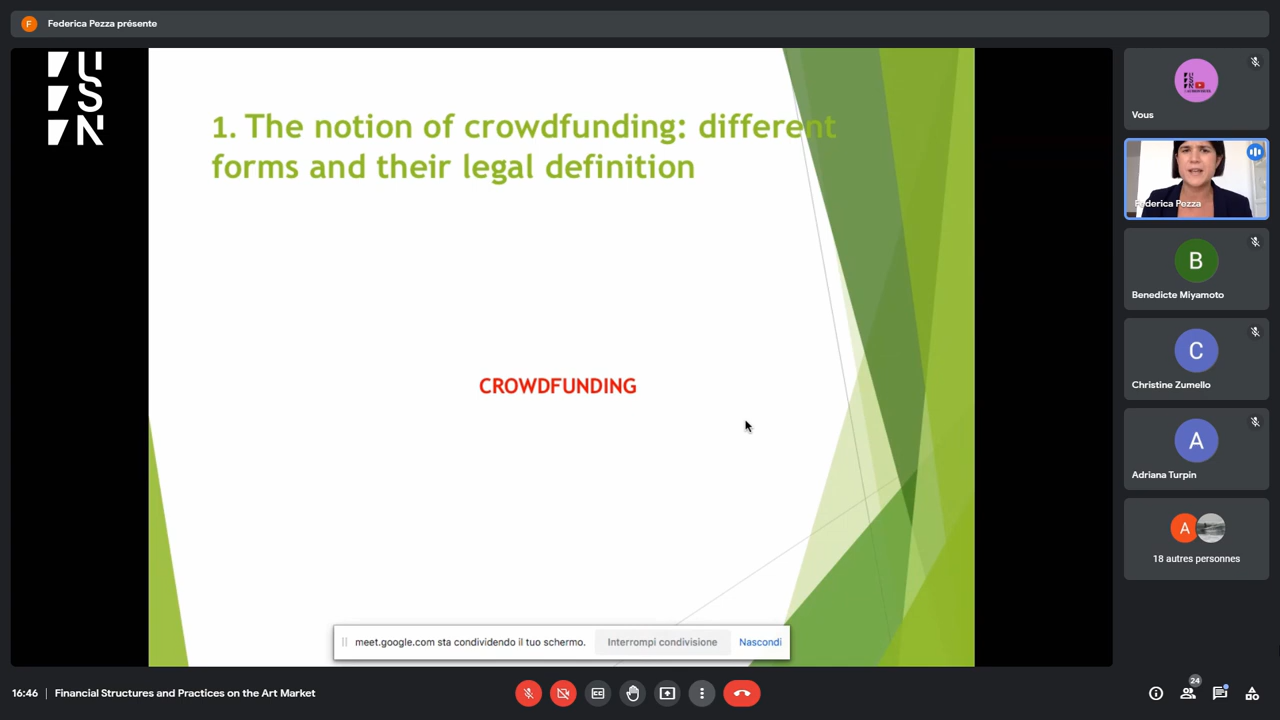 F
Federica Pezza présente
USN
1. The notion of crowdfunding: different
forms and their legal definition
CROWDFUNDING
meet.google.com sta condividendo il tuo schermo.
Interrompi condivisione
Nascondi
Vous
Federica Pezza
B
Benedicte Miyamoto
C
Christine Zumello
A
Adriana Turpin
A
18 autres personnes
16:46
Financial Structures and Practices on the Art Market
CC
24